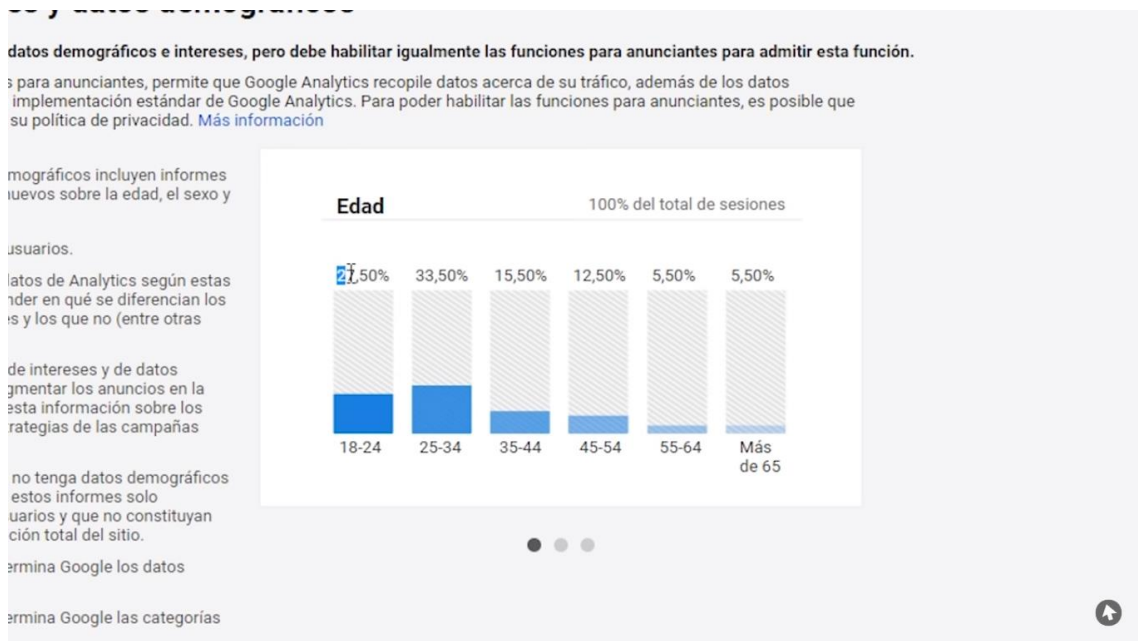 y datos demográficos
datos demográficos e intereses, pero debe habilitar igualmente las funciones para anunciantes para admitir esta función.
para anunciantes, permite que Google Analytics recopile datos acerca de su tráfico, además de los datos
implementación estándar de Google Analytics. Para poder habilitar las funciones para anunciantes, es posible que
su política de privacidad. Más información
mográficos incluyen informes
nuevos sobre la edad, el sexo y
usuarios.
datos de Analytics según estas
nder en qué se diferencian los
es y los que no (entre otras
de intereses y de datos
gmentar los anuncios en la
esta información sobre los
rategias de las campañas
no tenga datos demográficos
estos informes solo
uarios y que no constituyan
ción total del sitio.
ermina Google los datos
ermina Google las categorías
Edad 100% del total de sesiones
27,50% 33,50% 15,50% 12,50% 5,50% 5,50%
18-24 25-34 35-44 45-54 55-64 Más
de 65